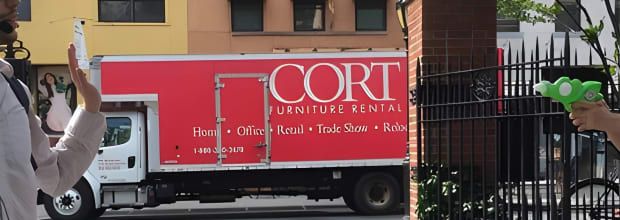 CORT
FURNITURE RENTAL
Home • Office • Retail • Trade Show •